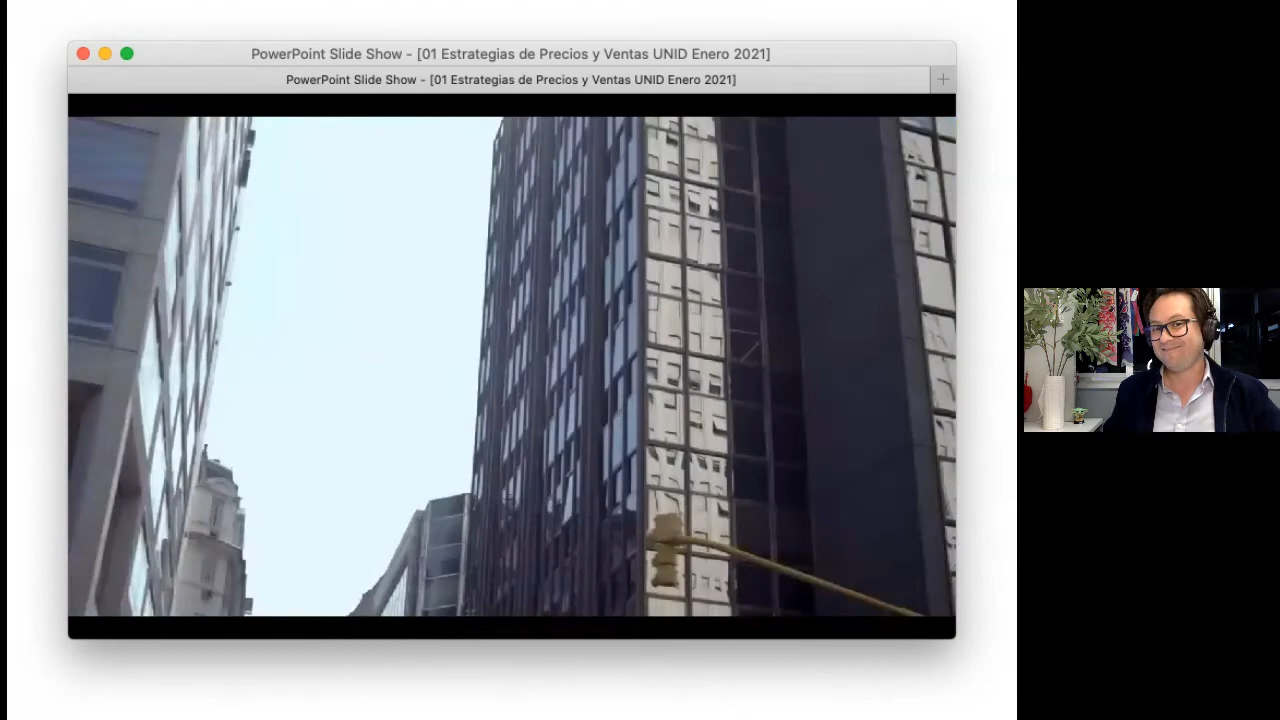 PowerPoint Slide Show - [01 Estrategias de Precios y Ventas UNID Enero 2021]
PowerPoint Slide Show - [01 Estrategias de Precios y Ventas UNID Enero 2021]